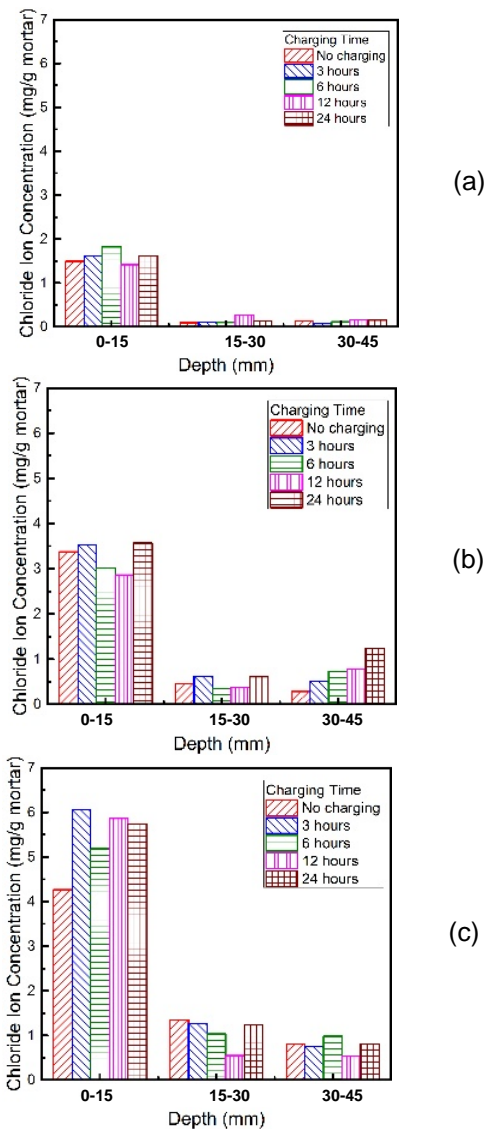 Chloride Ion Concentration (mg/g mortar)
7
6
5
4
3
2
1
0
Charging Time
No charging
3 hours
6 hours
12 hours
24 hours
0-15
15-30
30-45
Depth (mm)
(a)
Chloride Ion Concentration (mg/g mortar)
7
6
5
4
3
2
1
0
Charging Time
No charging
3 hours
6 hours
12 hours
24 hours
0-15
15-30
30-45
Depth (mm)
(b)
Chloride Ion Concentration (mg/g mortar)
7
6
5
4
3
2
1
0
Charging Time
No charging
3 hours
6 hours
12 hours
24 hours
0-15
15-30
30-45
Depth (mm)
(c)